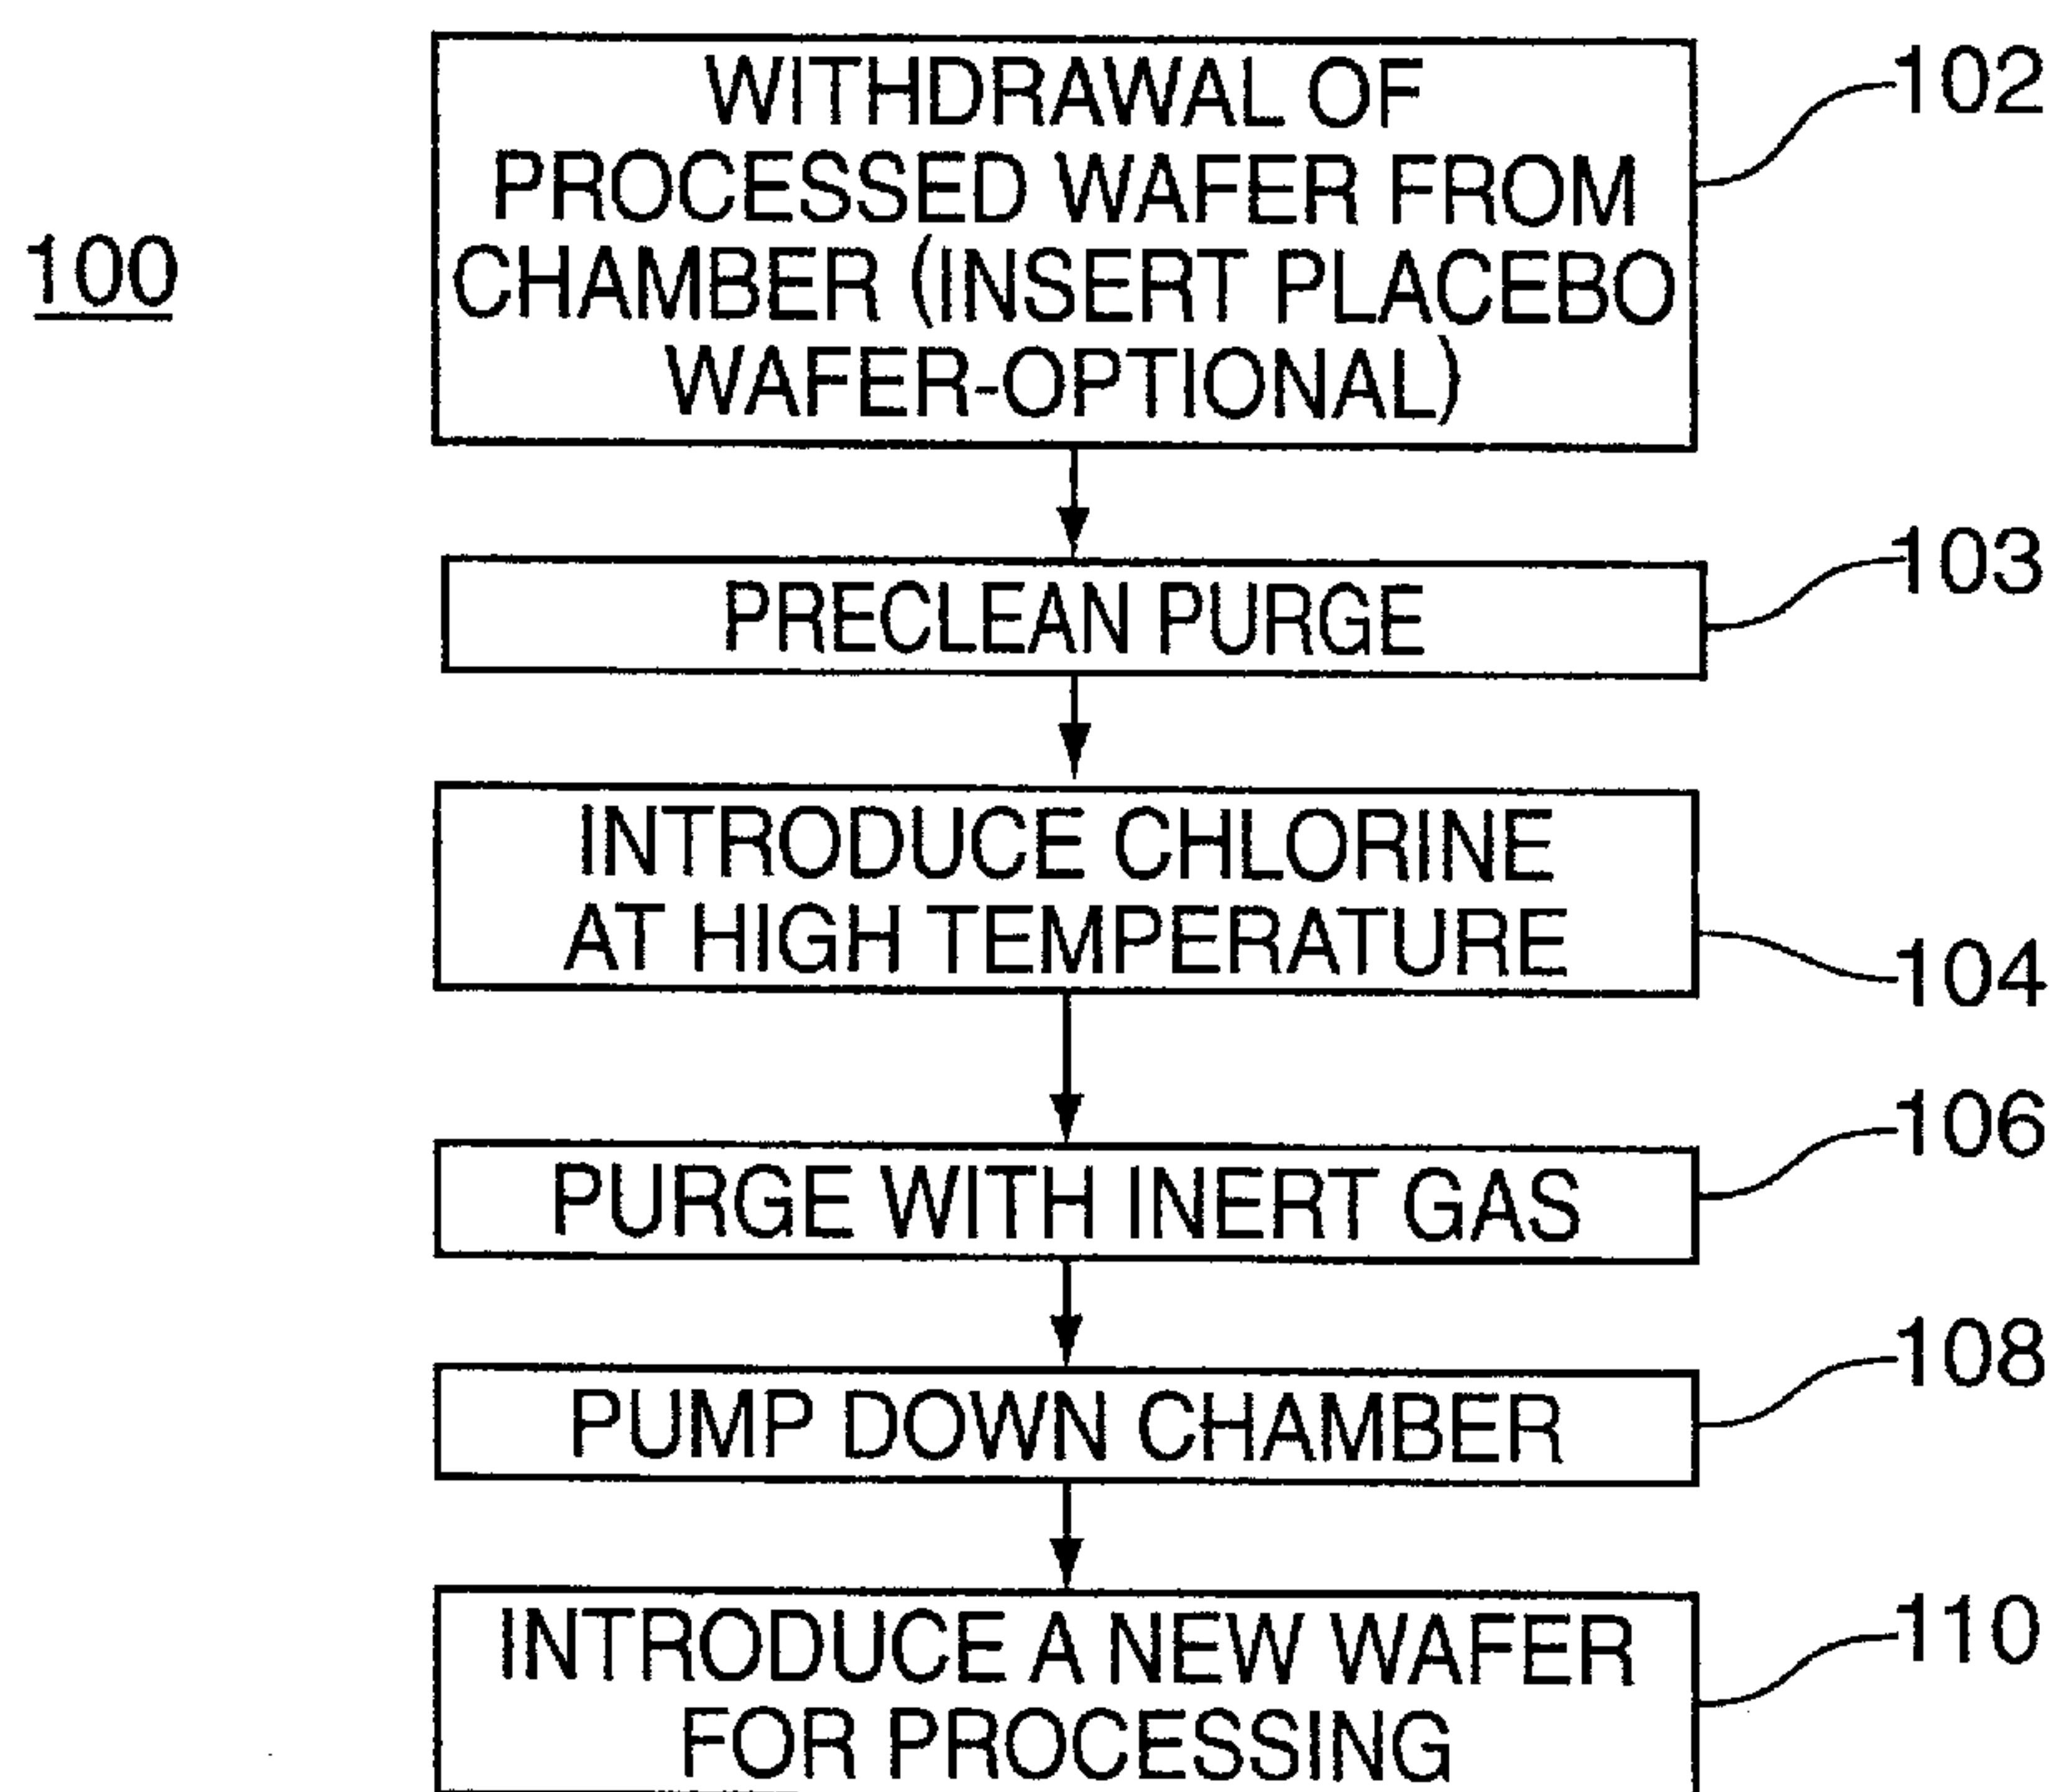 WITHDRAWAL OF
PROCESSED WAFER FROM
CHAMBER (INSERT PLACEBO
WAFER-OPTIONAL)
102
100
PRECLEAN PURGE
103
INTRODUCE CHLORINE
AT HIGH TEMPERATURE
104
PURGE WITH INERT GAS
106
PUMP DOWN CHAMBER
108
INTRODUCE A NEW WAFER
FOR PROCESSING
110